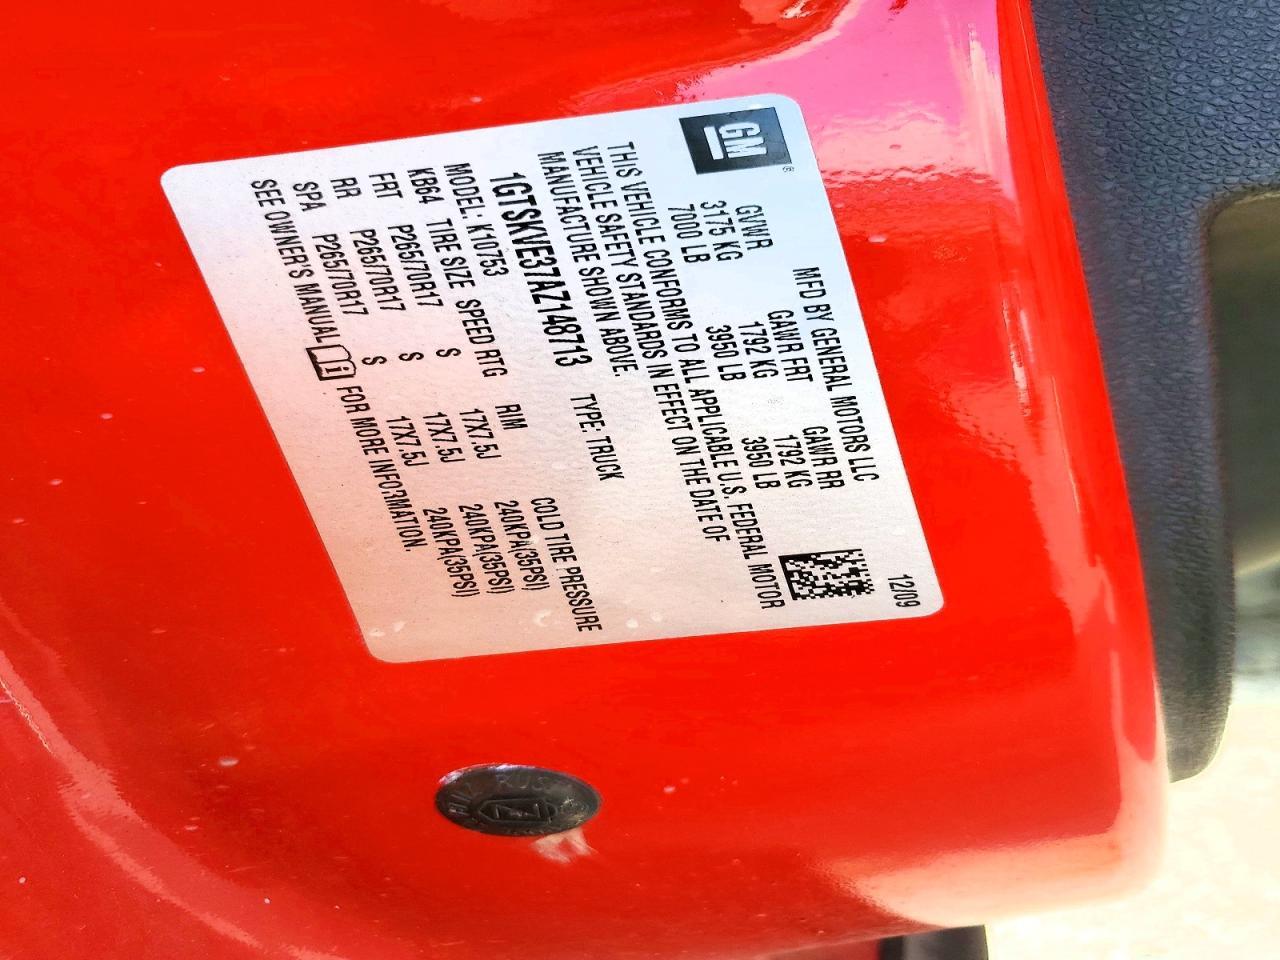 GM ®
MFD BY GENERAL MOTORS LLC 12/09
GVWR GAWR FRT GAWR RR
3175 KG 1792 KG 1792 KG
7000 LB 3950 LB 3950 LB
THIS VEHICLE CONFORMS TO ALL APPLICABLE U.S. FEDERAL MOTOR
VEHICLE SAFETY STANDARDS IN EFFECT ON THE DATE OF
MANUFACTURE SHOWN ABOVE.
1GTSKVE37AZ148713 TYPE: TRUCK
MODEL: K10753
KB64 TIRE SIZE SPEED RTG RIM COLD TIRE PRESSURE
FRT P265/70R17 S 17X7.5J 240KPA(35PSI)
RR P265/70R17 S 17X7.5J 240KPA(35PSI)
SPA P265/70R17 S 17X7.5J 240KPA(35PSI)
SEE OWNER'S MANUAL FOR MORE INFORMATION.